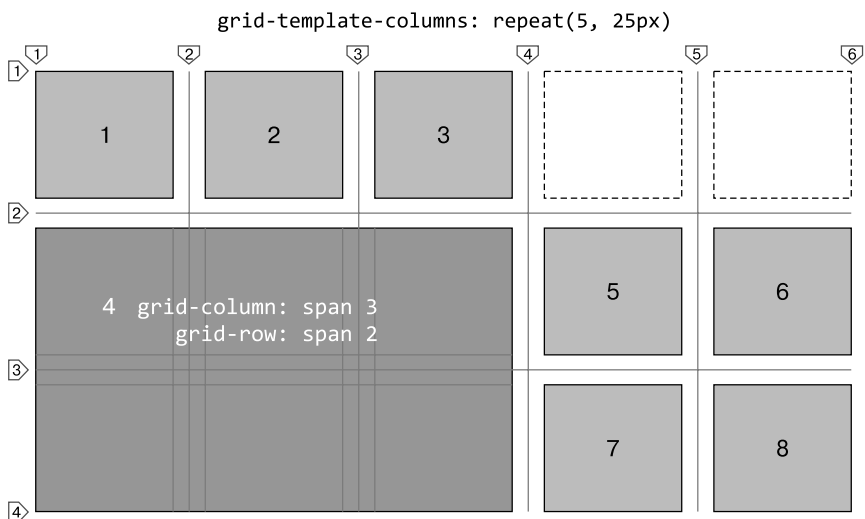 grid-template-columns: repeat(5, 25px)
1 2 3 4 5 6
1
1 2 3
2
4 grid-column: span 3
grid-row: span 2
5 6
3
7 8
4